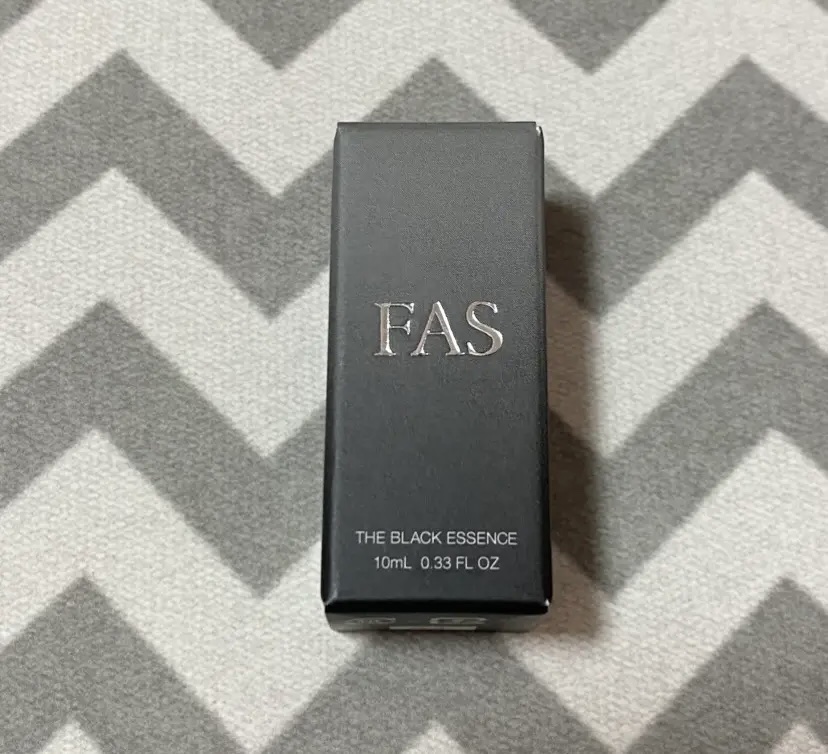 FAS
THE BLACK ESSENCE
10mL 0.33 FL OZ